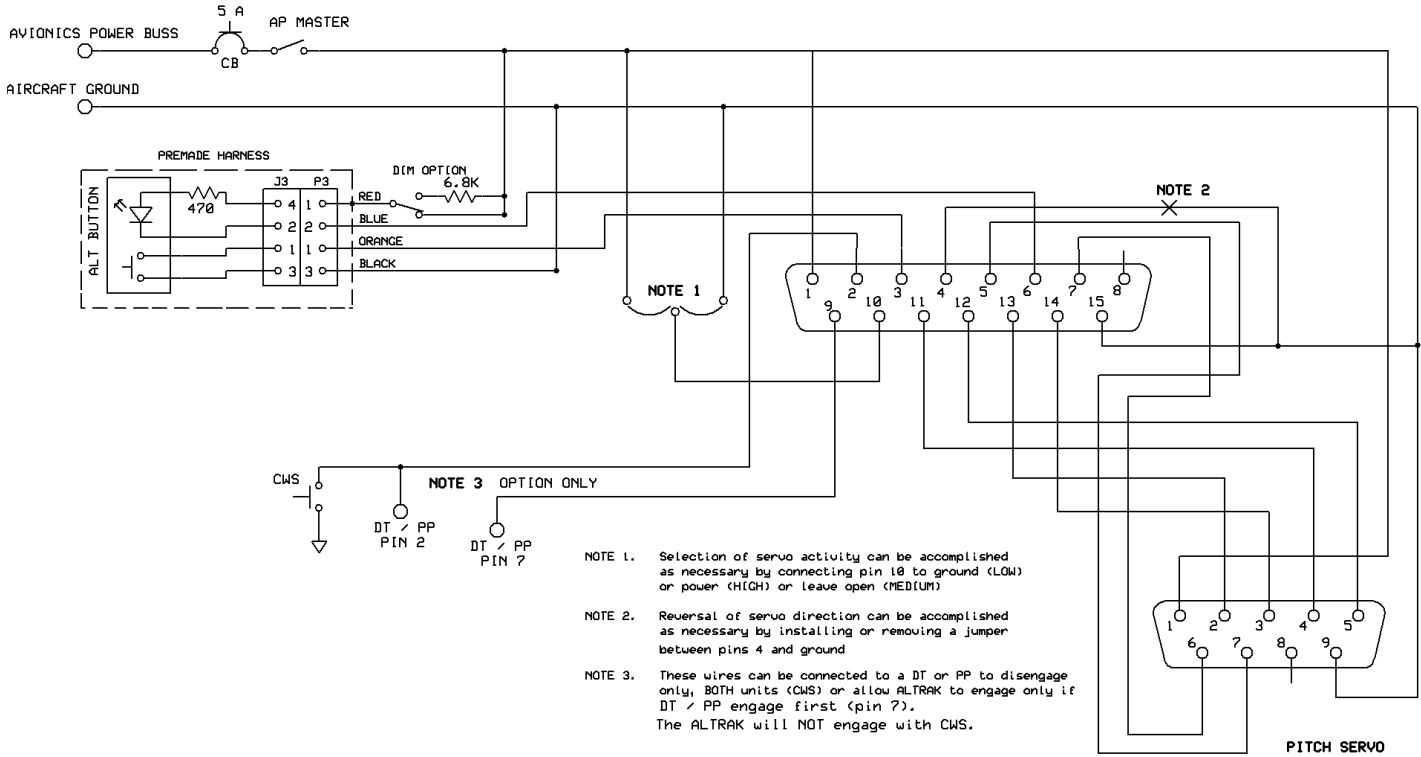 5 A
AP MASTER
AVIONICS POWER BUSS
CB
AIRCRAFT GROUND
PREMADE HARNESS
ALT BUTTON
470
J3 P3
4 1
2 2
1 1
3 3
RED
BLUE
ORANGE
BLACK
DIM OPTION
6.8K
NOTE 1
NOTE 2
1 2 3 4 5 6 7 8
9 10 11 12 13 14 15
CWS
NOTE 3 OPTION ONLY
DT / PP
PIN 2
DT / PP
PIN 7
NOTE 1. Selection of servo activity can be accomplished
as necessary by connecting pin 10 to ground (LOW)
or power (HIGH) or leave open (MEDIUM)
NOTE 2. Reversal of servo direction can be accomplished
as necessary by installing or removing a jumper
between pins 4 and ground
NOTE 3. These wires can be connected to a DT or PP to disengage
only, BOTH units (CWS) or allow ALTRAK to engage only if
DT / PP engage first (pin 7).
The ALTRAK will NOT engage with CWS.
1 2 3 4 5
6 7 8 9
PITCH SERVO